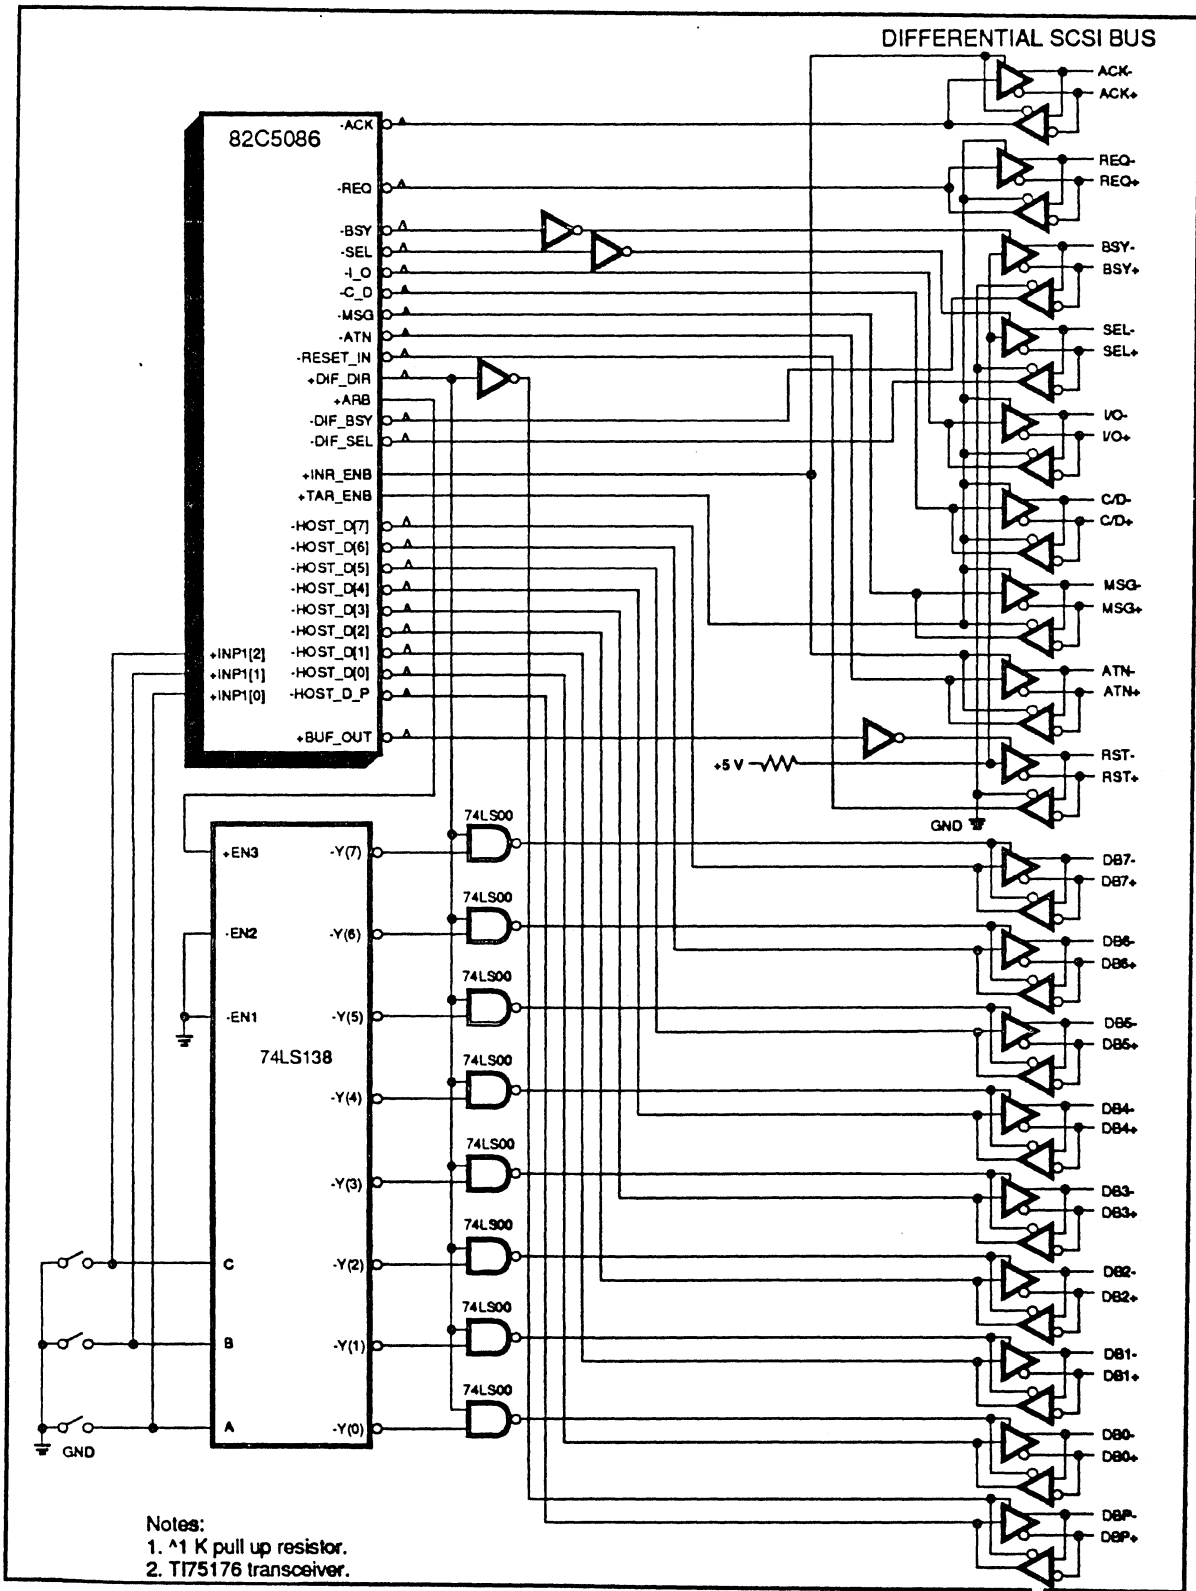 DIFFERENTIAL SCSI BUS
82C5086
-ACK
-REQ
-BSY
-SEL
-I_O
-C_D
-MSG
-ATN
-RESET_IN
+DIF_DIR
+ARB
-DIF_BSY
-DIF_SEL
+INR_ENB
+TAR_ENB
-HOST_D[7]
-HOST_D[6]
-HOST_D[5]
-HOST_D[4]
-HOST_D[3]
-HOST_D[2]
-HOST_D[1]
-HOST_D[0]
-HOST_D_P
+BUF_OUT
+INP1[2]
+INP1[1]
+INP1[0]
ACK-
ACK+
REQ-
REQ+
BSY-
BSY+
SEL-
SEL+
I/O-
I/O+
C/D-
C/D+
MSG-
MSG+
ATN-
ATN+
RST-
RST+
+5 V
GND
74LS00
74LS00
74LS00
74LS00
74LS00
74LS00
74LS00
74LS00
+EN3
-EN2
-EN1
74LS138
C
B
A
-Y(7)
-Y(6)
-Y(5)
-Y(4)
-Y(3)
-Y(2)
-Y(1)
-Y(0)
GND
DB7-
DB7+
DB6-
DB6+
DB5-
DB5+
DB4-
DB4+
DB3-
DB3+
DB2-
DB2+
DB1-
DB1+
DB0-
DB0+
DBP-
DBP+
Notes:
1. ^1 K pull up resistor.
2. TI75176 transceiver.